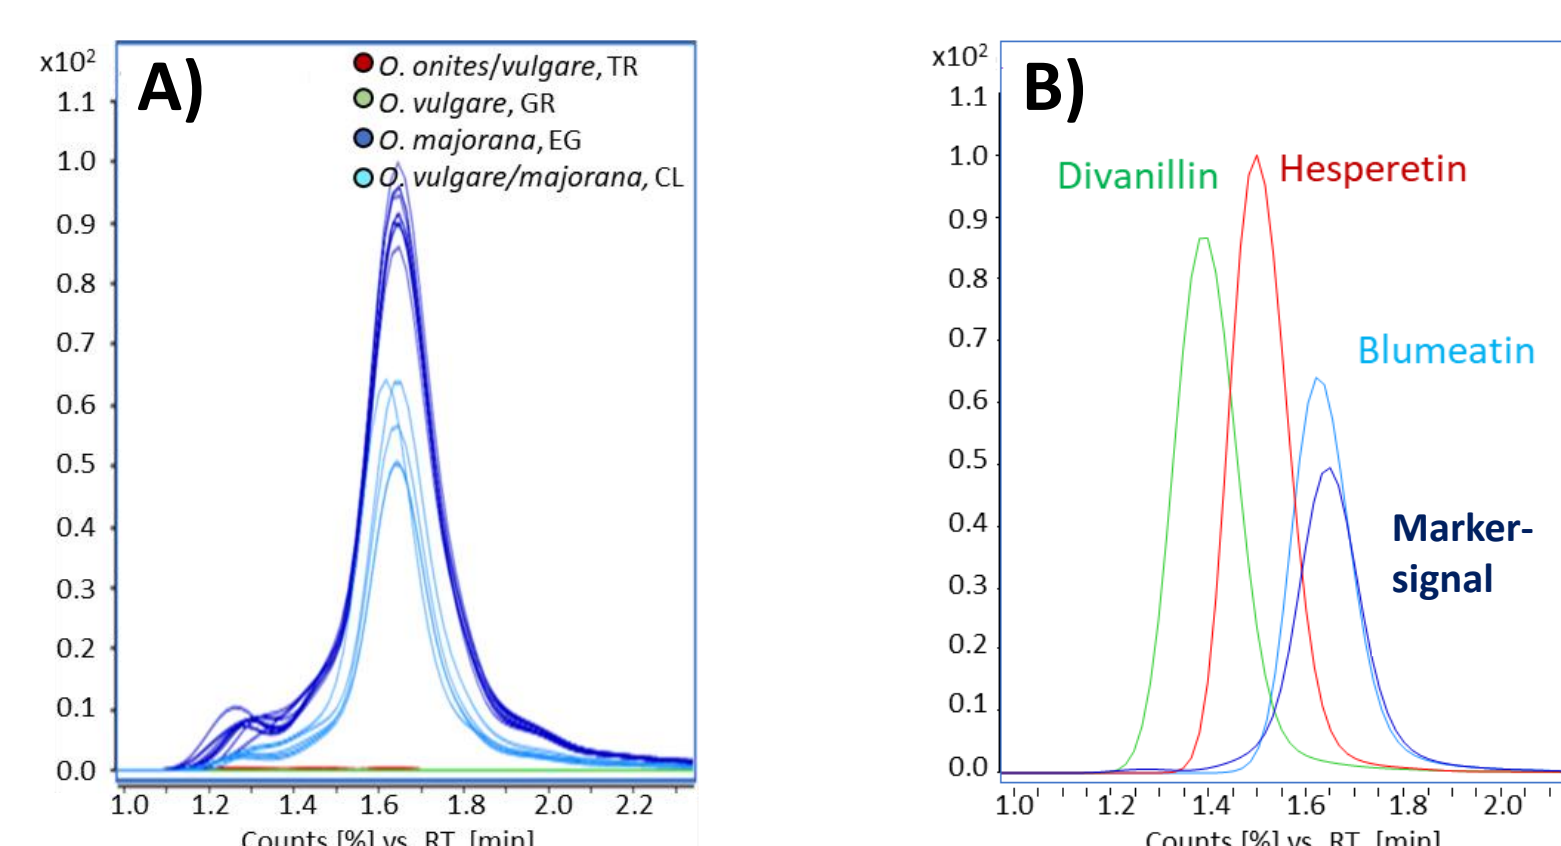 x10²
A)
O. onites/vulgare, TR
O. vulgare, GR
O. majorana, EG
O. vulgare/majorana, CL
1.1
1.0
0.9
0.8
0.7
0.6
0.5
0.4
0.3
0.2
0.1
0.0
1.0 1.2 1.4 1.6 1.8 2.0 2.2
Counts [%] vs. RT [min]
x10²
B)
Divanillin
Hesperetin
Blumeatin
Marker-
signal
1.1
1.0
0.9
0.8
0.7
0.6
0.5
0.4
0.3
0.2
0.1
0.0
1.0 1.2 1.4 1.6 1.8 2.0
Counts [%] vs. RT [min]